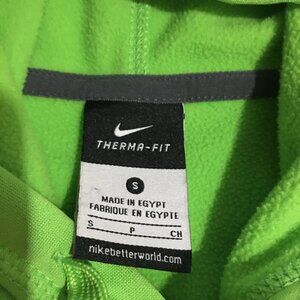 THERMA-FIT
S
MADE IN EGYPT
FABRIQUE EN EGYPTE
S P CH
nikebetterworld.com